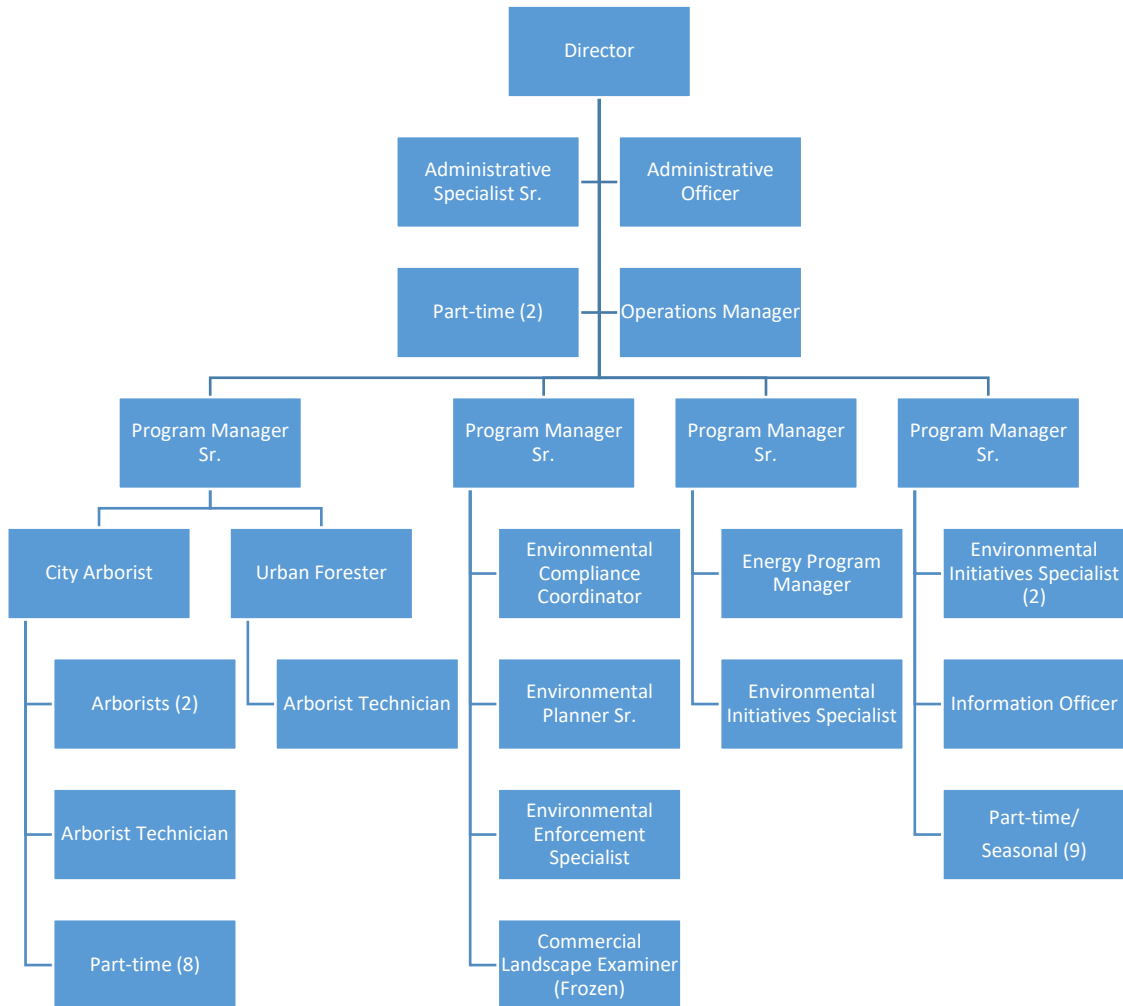 Director
Administrative
Specialist Sr.
Administrative
Officer
Part-time (2)
Operations Manager
Program Manager
Sr.
Program Manager
Sr.
Program Manager
Sr.
Program Manager
Sr.
City Arborist
Urban Forester
Environmental
Compliance
Coordinator
Energy Program
Manager
Environmental
Initiatives Specialist
(2)
Arborists (2)
Arborist Technician
Environmental
Planner Sr.
Environmental
Initiatives Specialist
Information Officer
Arborist Technician
Environmental
Enforcement
Specialist
Part-time/
Seasonal (9)
Part-time (8)
Commercial
Landscape Examiner
(Frozen)